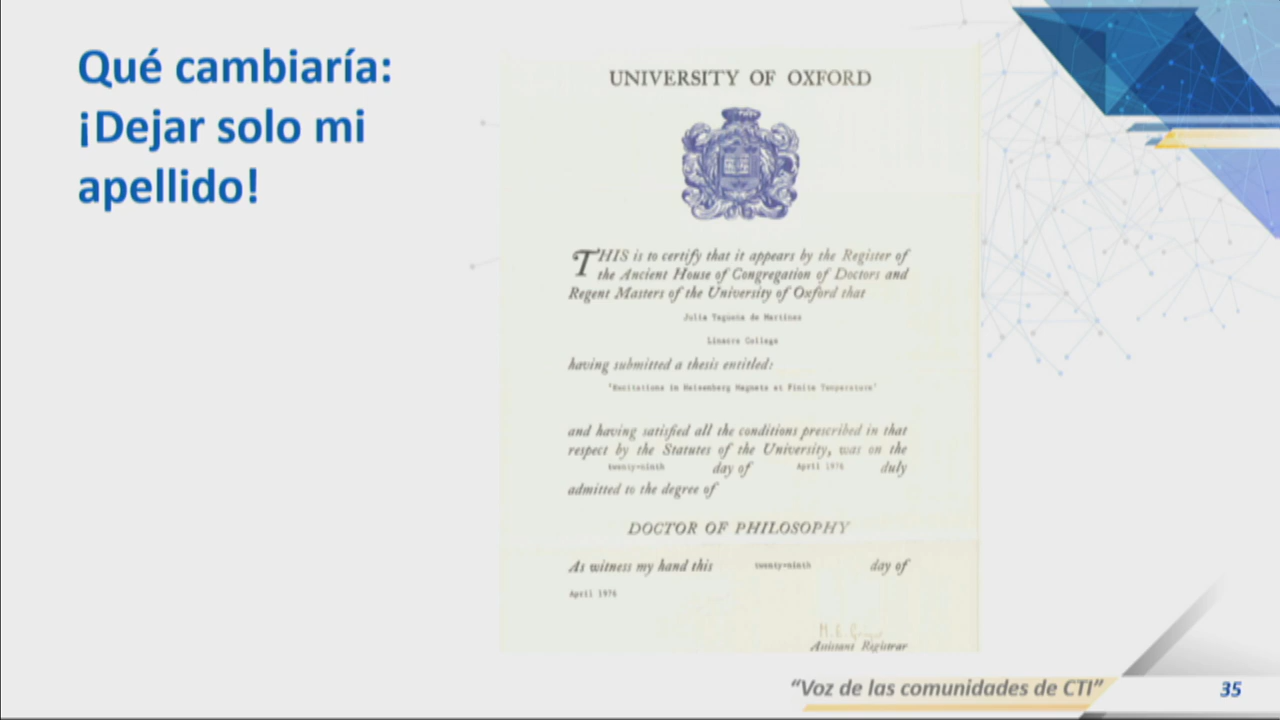 Qué cambiaría:
¡Dejar solo mi
apellido!
UNIVERSITY OF OXFORD
THIS is to certify that it appears by the Register of
the Ancient House of Congregation of Doctors and
Regent Masters of the University of Oxford that
Julia Tagueña de Martínez
Linacre College
having submitted a thesis entitled:
'Excitations in Heisenberg Magnets at Finite Temperature'
and having satisfied all the conditions prescribed in that
respect by the Statutes of the University, was on the
twenty-ninth day of April 1976 duly
admitted to the degree of
DOCTOR OF PHILOSOPHY
As witness my hand this twenty-ninth day of
April 1976
Assistant Registrar
“Voz de las comunidades de CTI”
35